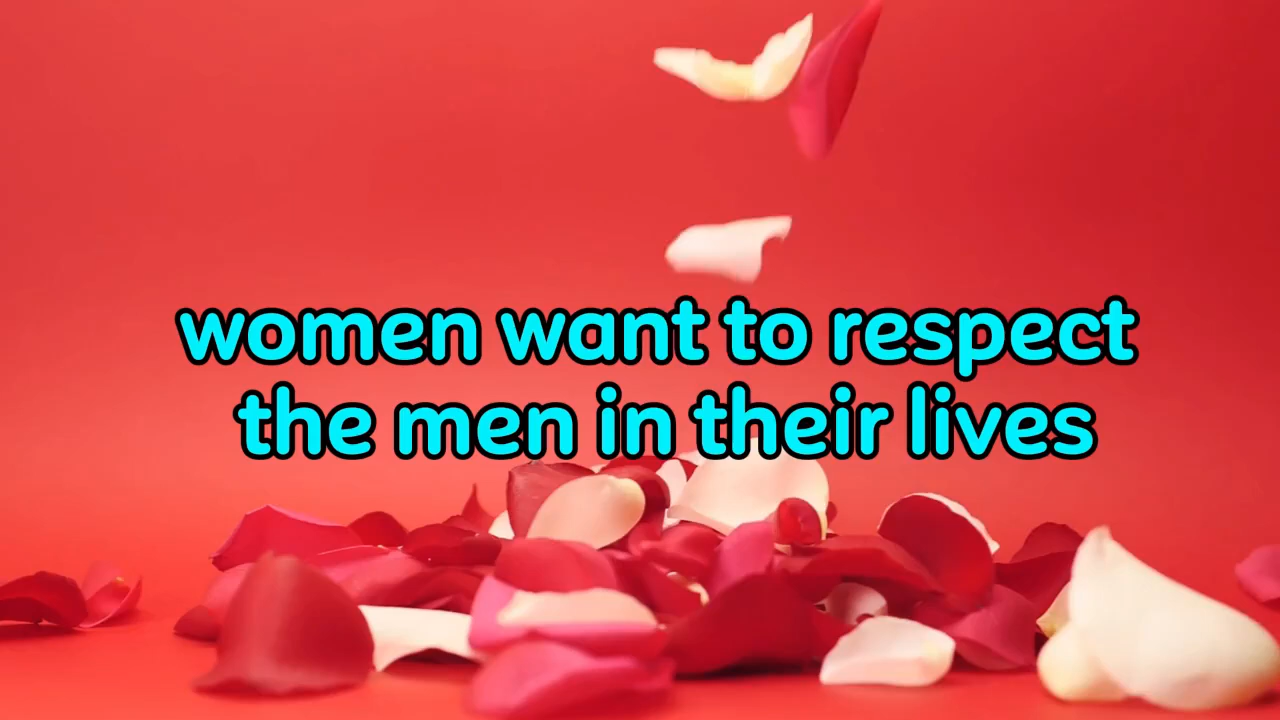 women want to respect
the men in their lives